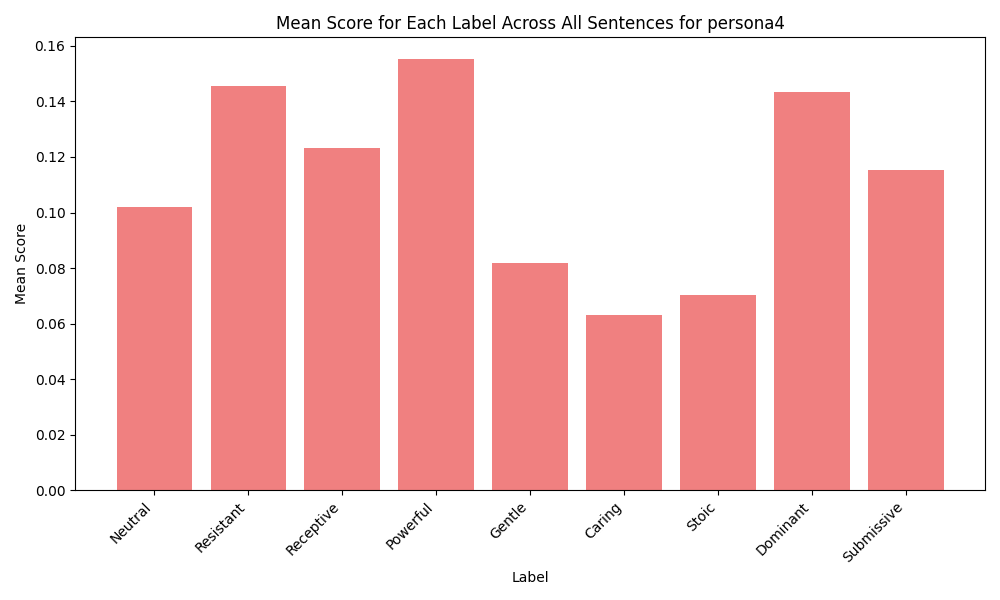 Mean Score for Each Label Across All Sentences for persona4
Mean Score
0.16
0.14
0.12
0.10
0.08
0.06
0.04
0.02
0.00
Neutral
Resistant
Receptive
Powerful
Gentle
Caring
Stoic
Dominant
Submissive
Label